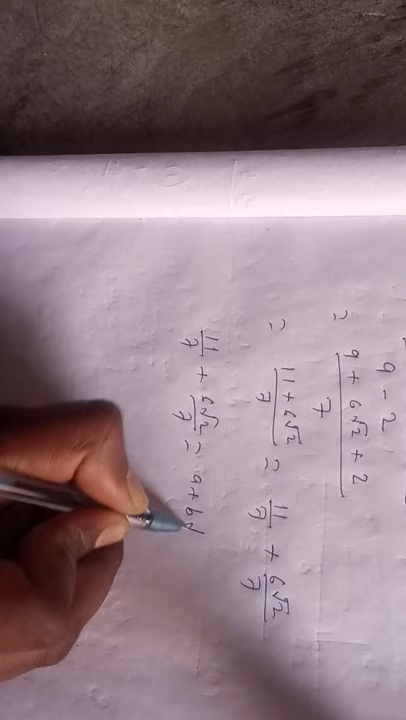 9 - 2
= 9 + 6√2 + 2 / 7
= 11 + 6√2 / 7 = 11/7 + 6√2/7
11/7 + 6√2/7 = a + b√